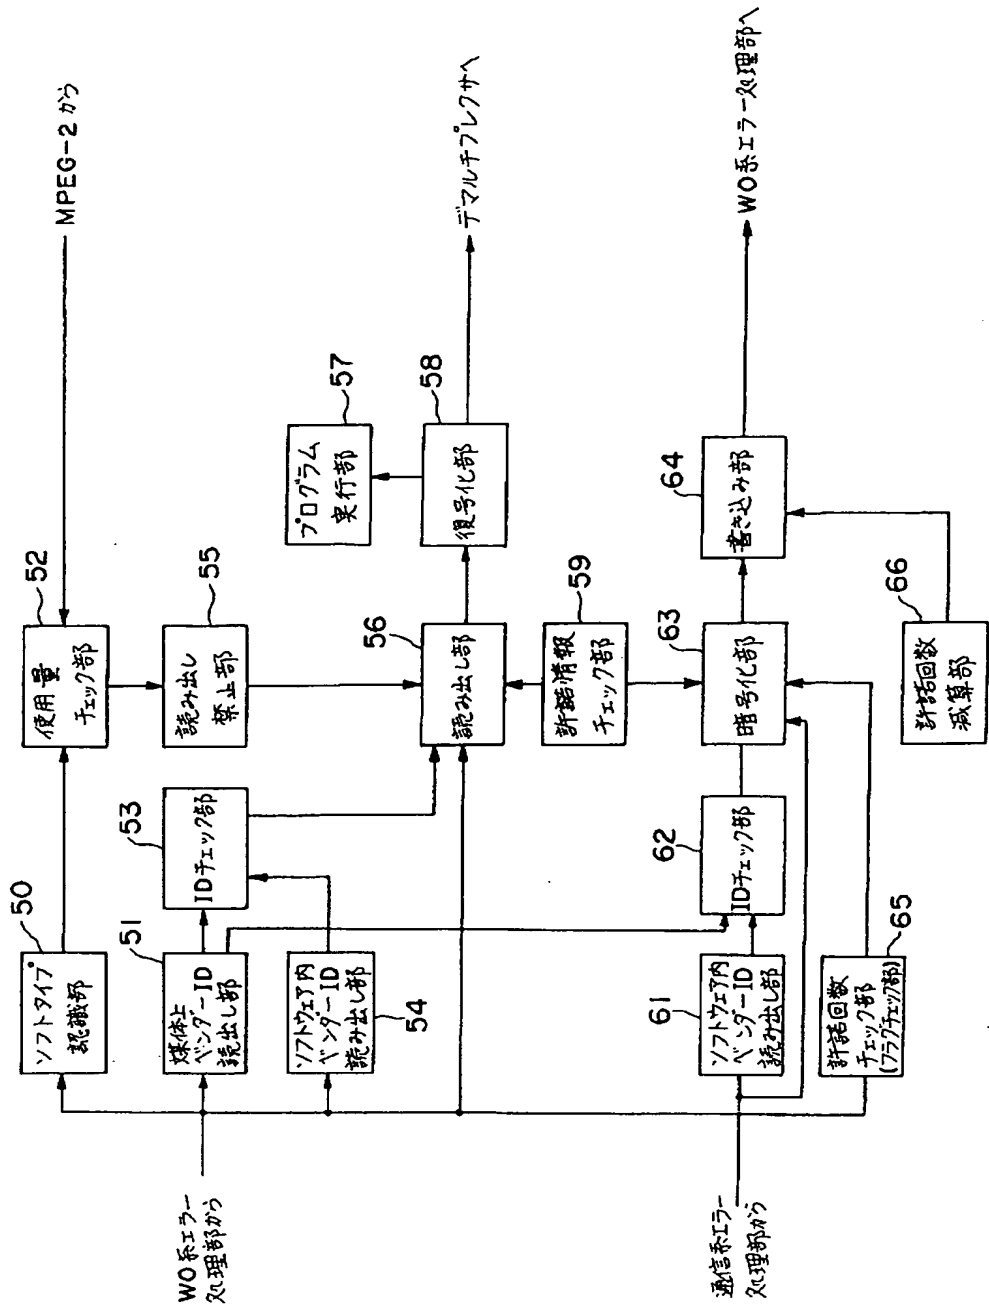 MPEG-2から
52
使用量
チェック部
50
ソフトタイプ
認識部
55
読み出し
禁止部
53
IDチェック部
51
媒体上
ベンダーID
読出し部
57
プログラム
実行部
ソフトウェア内
ベンダーID
読み出し部
54
58
復号化部
デマルチプレクサへ
56
読み出し部
59
許諾情報
チェック部
WO系エラー
処理部から
64
書き込み部
WO系エラー処理部へ
63
暗号化部
62
IDチェック部
61
ソフトウェア内
ベンダーID
読み出し部
通信系エラー
処理部から
65
許諾回数
チェック部
(フラグチェック部)
66
許諾回数
減算部